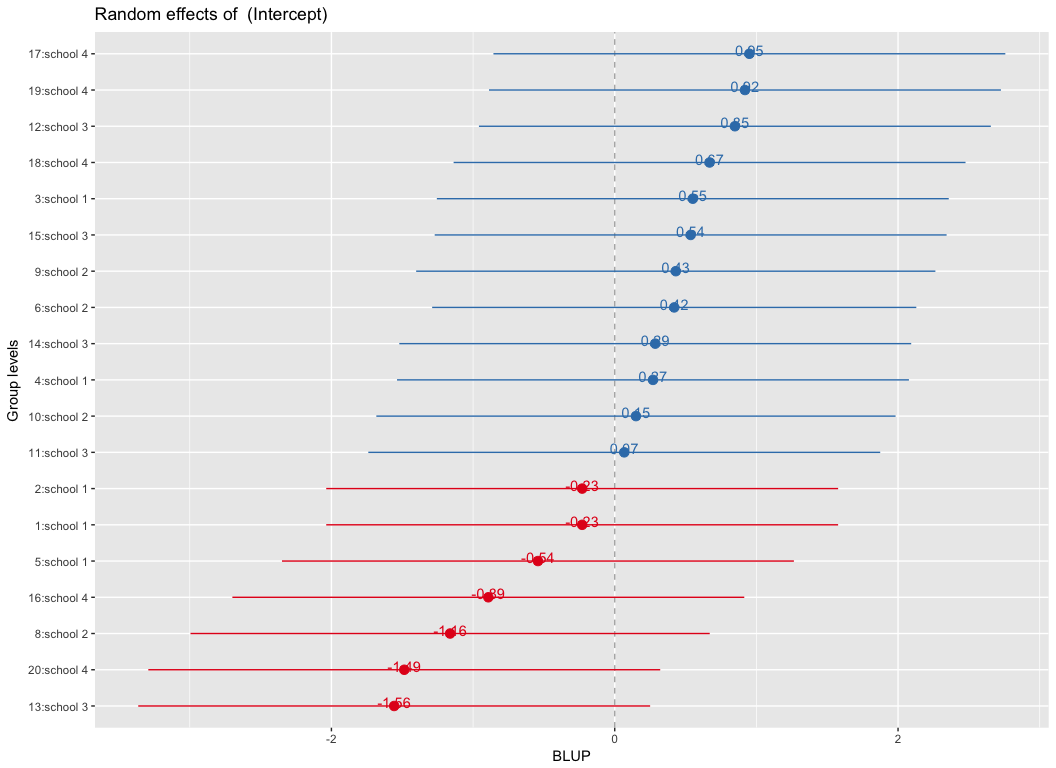 Random effects of  (Intercept)
Group levels
17:school 4
0.95
19:school 4
0.92
12:school 3
0.85
18:school 4
0.67
3:school 1
0.55
15:school 3
0.54
9:school 2
0.43
6:school 2
0.42
14:school 3
0.29
4:school 1
0.27
10:school 2
0.15
11:school 3
0.07
2:school 1
-0.23
1:school 1
-0.23
5:school 1
-0.54
16:school 4
-0.89
8:school 2
-1.16
20:school 4
-1.49
13:school 3
-1.56
-2 0 2
BLUP